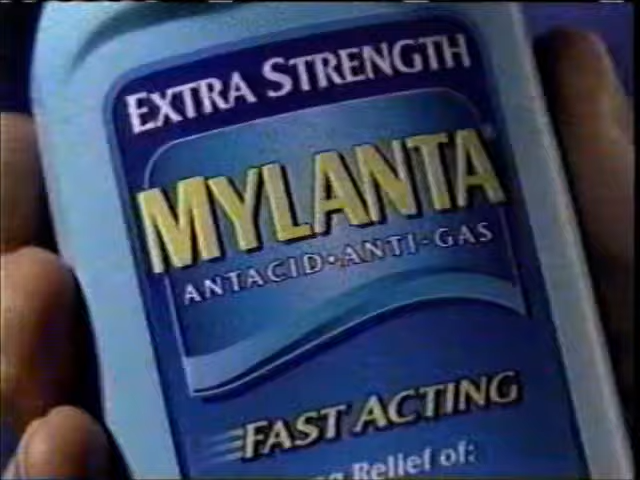 EXTRA STRENGTH
MYLANTA
ANTACID•ANTI-GAS
FAST ACTING
Relief of: